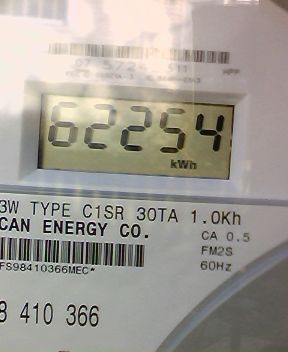 62254
kWh
3W TYPE C1SR 30TA 1.0Kh
CAN ENERGY CO.
CA 0.5
FM2S
60Hz
FS98410366MEC*
8 410 366